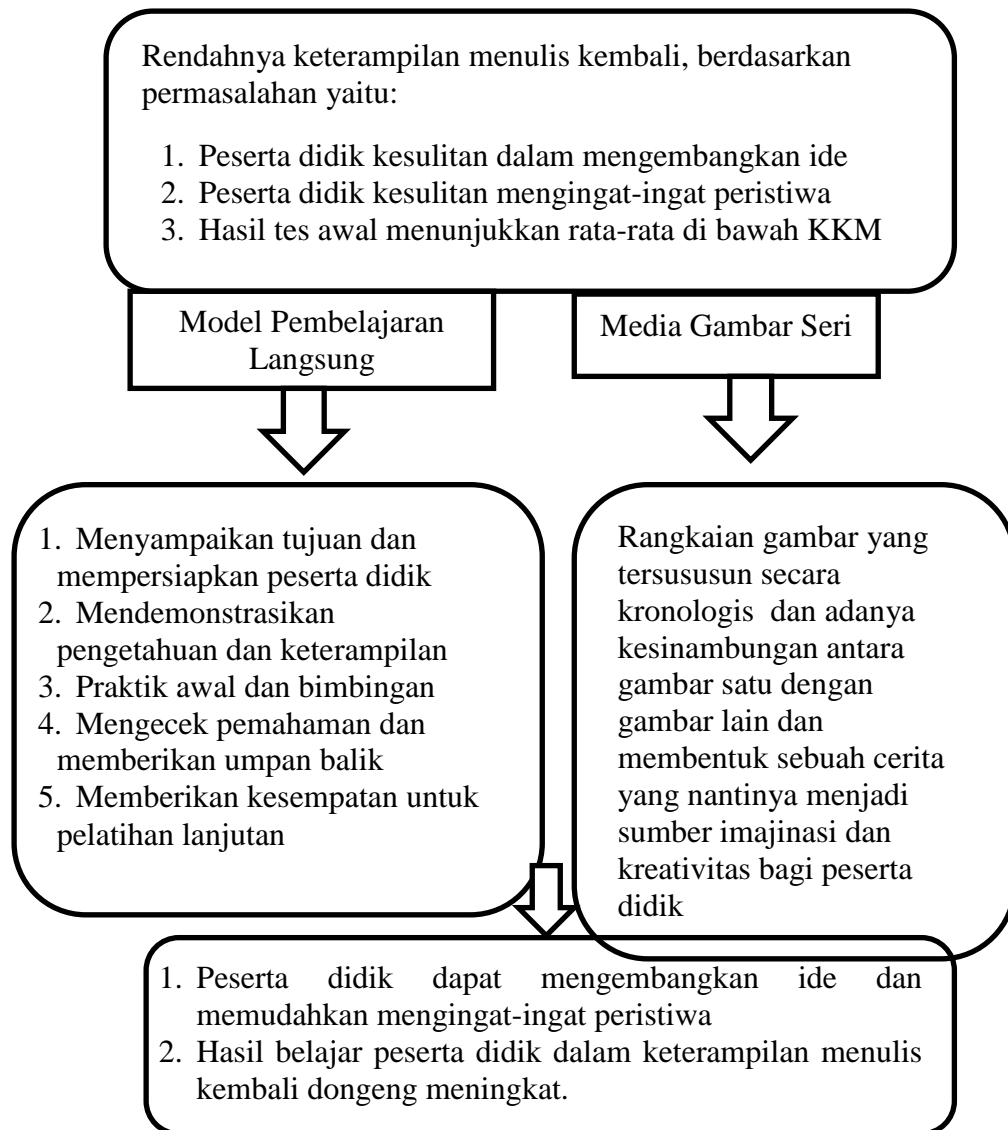 Rendahnya keterampilan menulis kembali, berdasarkan
permasalahan yaitu:
1. Peserta didik kesulitan dalam mengembangkan ide
2. Peserta didik kesulitan mengingat-ingat peristiwa
3. Hasil tes awal menunjukkan rata-rata di bawah KKM
Model Pembelajaran
Langsung
Media Gambar Seri
1. Menyampaikan tujuan dan
mempersiapkan peserta didik
2. Mendemonstrasikan
pengetahuan dan keterampilan
3. Praktik awal dan bimbingan
4. Mengecek pemahaman dan
memberikan umpan balik
5. Memberikan kesempatan untuk
pelatihan lanjutan
Rangkaian gambar yang
tersususun secara
kronologis dan adanya
kesinambungan antara
gambar satu dengan
gambar lain dan
membentuk sebuah cerita
yang nantinya menjadi
sumber imajinasi dan
kreativitas bagi peserta
didik
1. Peserta didik dapat mengembangkan ide dan
memudahkan mengingat-ingat peristiwa
2. Hasil belajar peserta didik dalam keterampilan menulis
kembali dongeng meningkat.